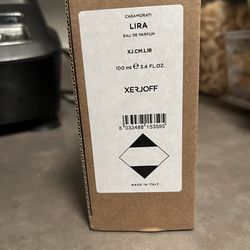 CASAMORATI
LIRA
EAU DE PARFUM
XJ.CM.LIR
100 ml e 3.4 FL.OZ.
XERJOFF
8 033488 153595
MADE IN ITALY